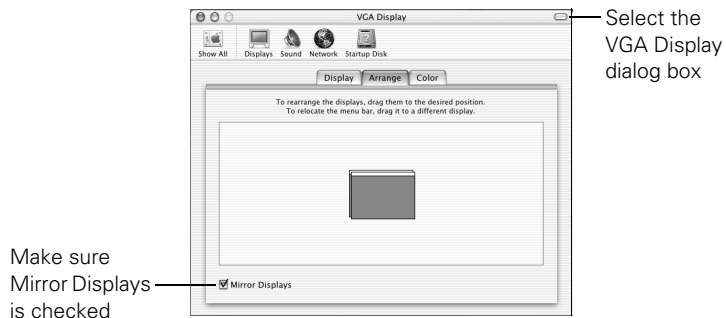 VGA Display
Select the
VGA Display
dialog box
Show All Displays Sound Network Startup Disk
Display Arrange Color
To rearrange the displays, drag them to the desired position.
To relocate the menu bar, drag it to a different display.
Make sure
Mirror Displays
is checked
Mirror Displays